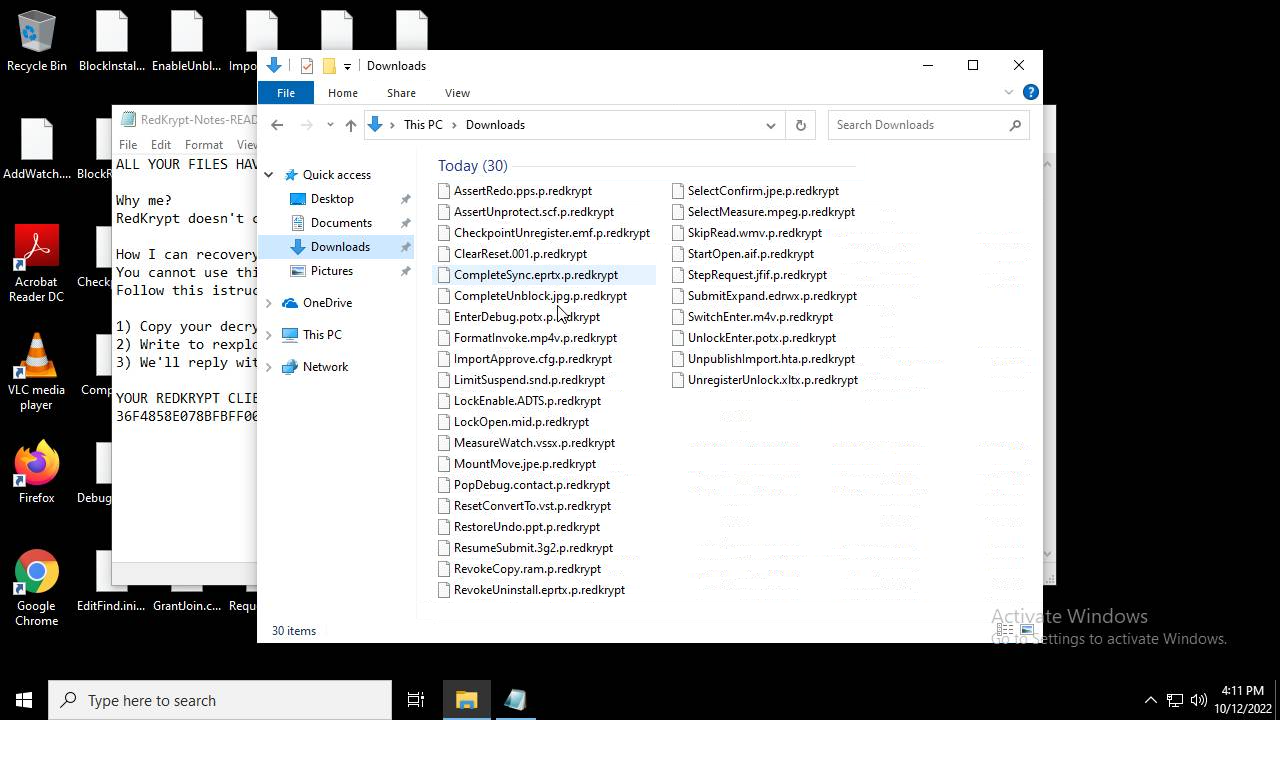 Recycle Bin
BlockInstal...
EnableUnbl...
Impo
AddWatch....
BlockR
Acrobat
Reader DC
Check
VLC media
player
Comp
Firefox
Debug
Google
Chrome
EditFind.ini...
GrantJoin.c...
Requ
RedKrypt-Notes-READ
File Edit Format Vie
ALL YOUR FILES HAV
Why me?
RedKrypt doesn't c
How I can recovery
You cannot use thi
Follow this istruc
1) Copy your decry
2) Write to rexplo
3) We'll reply wit
YOUR REDKRYPT CLIE
36F4858E078BFBFF00
Downloads
File Home Share View
This PC > Downloads
Search Downloads
Quick access
Desktop
Documents
Downloads
Pictures
OneDrive
This PC
Network
Today (30)
AssertRedo.pps.p.redkrypt
AssertUnprotect.scf.p.redkrypt
CheckpointUnregister.emf.p.redkrypt
ClearReset.001.p.redkrypt
CompleteSync.eprtx.p.redkrypt
CompleteUnblock.jpg.p.redkrypt
EnterDebug.potx.p.redkrypt
FormatInvoke.mp4v.p.redkrypt
ImportApprove.cfg.p.redkrypt
LimitSuspend.snd.p.redkrypt
LockEnable.ADTS.p.redkrypt
LockOpen.mid.p.redkrypt
MeasureWatch.vssx.p.redkrypt
MountMove.jpe.p.redkrypt
PopDebug.contact.p.redkrypt
ResetConvertTo.vst.p.redkrypt
RestoreUndo.ppt.p.redkrypt
ResumeSubmit.3g2.p.redkrypt
RevokeCopy.ram.p.redkrypt
RevokeUninstall.eprtx.p.redkrypt
SelectConfirm.jpe.p.redkrypt
SelectMeasure.mpeg.p.redkrypt
SkipRead.wmv.p.redkrypt
StartOpen.aif.p.redkrypt
StepRequest.jfif.p.redkrypt
SubmitExpand.edrwx.p.redkrypt
SwitchEnter.m4v.p.redkrypt
UnlockEnter.potx.p.redkrypt
UnpublishImport.hta.p.redkrypt
UnregisterUnlock.xltx.p.redkrypt
30 items
Activate Windows
Go to Settings to activate Windows.
Type here to search
4:11 PM
10/12/2022